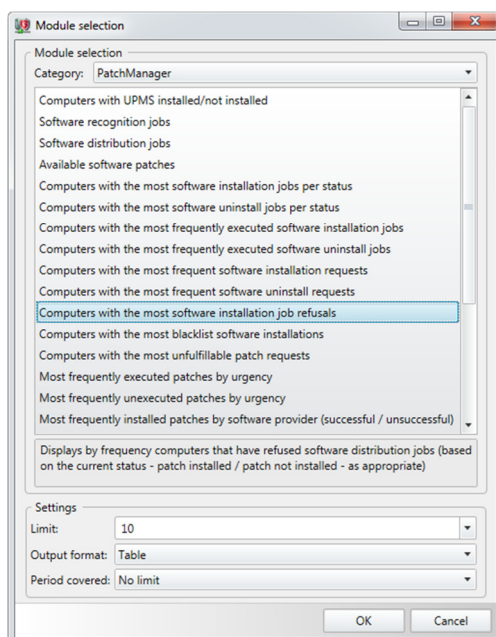 Module selection
Module selection
Category: PatchManager
Computers with UPMS installed/not installed
Software recognition jobs
Software distribution jobs
Available software patches
Computers with the most software installation jobs per status
Computers with the most software uninstall jobs per status
Computers with the most frequently executed software installation jobs
Computers with the most frequently executed software uninstall jobs
Computers with the most frequent software installation requests
Computers with the most frequent software uninstall requests
Computers with the most software installation job refusals
Computers with the most blacklist software installations
Computers with the most unfulfillable patch requests
Most frequently executed patches by urgency
Most frequently unexecuted patches by urgency
Most frequently installed patches by software provider (successful / unsuccessful)
Displays by frequency computers that have refused software distribution jobs (based
on the current status - patch installed / patch not installed - as appropriate)
Settings
Limit: 10
Output format: Table
Period covered: No limit
OK Cancel